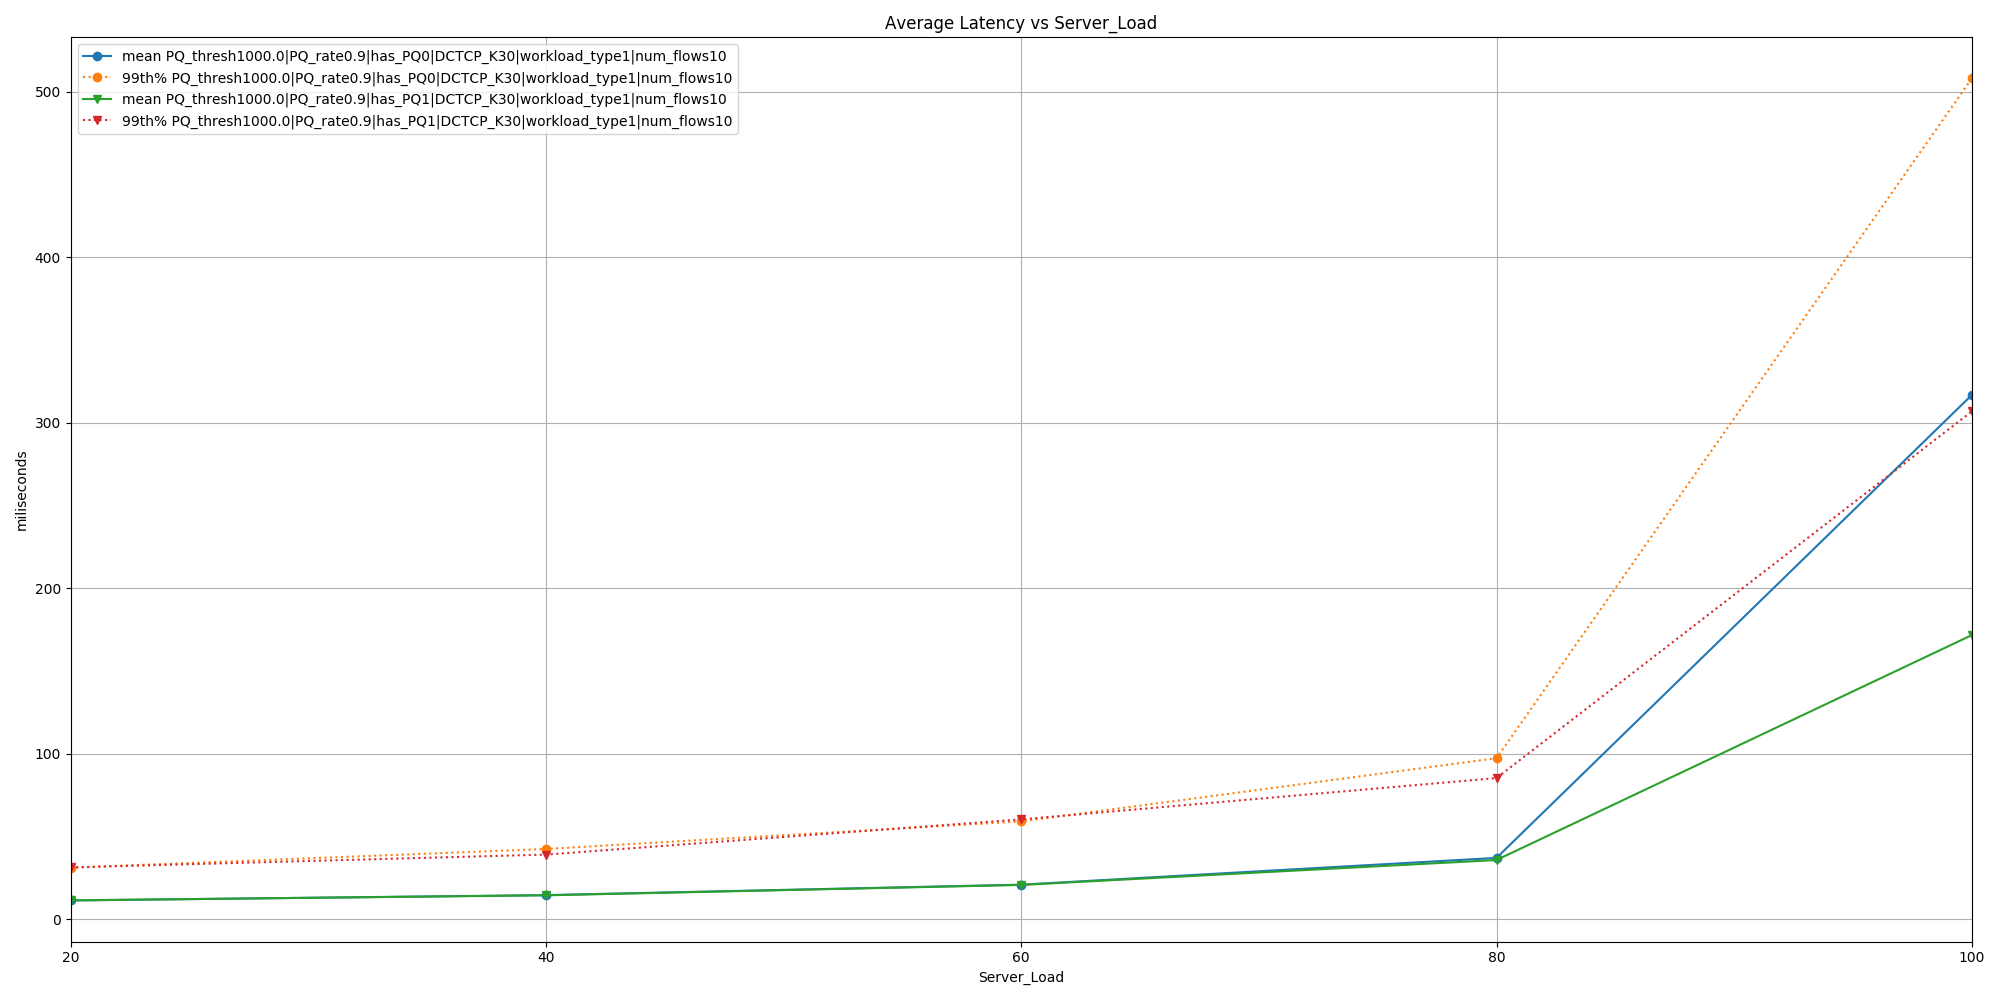 Average Latency vs Server_Load
mean PQ_thresh1000.0|PQ_rate0.9|has_PQ0|DCTCP_K30|workload_type1|num_flows10
99th% PQ_thresh1000.0|PQ_rate0.9|has_PQ0|DCTCP_K30|workload_type1|num_flows10
mean PQ_thresh1000.0|PQ_rate0.9|has_PQ1|DCTCP_K30|workload_type1|num_flows10
99th% PQ_thresh1000.0|PQ_rate0.9|has_PQ1|DCTCP_K30|workload_type1|num_flows10
500
400
300
200
100
0
miliseconds
20 40 60 80 100
Server_Load